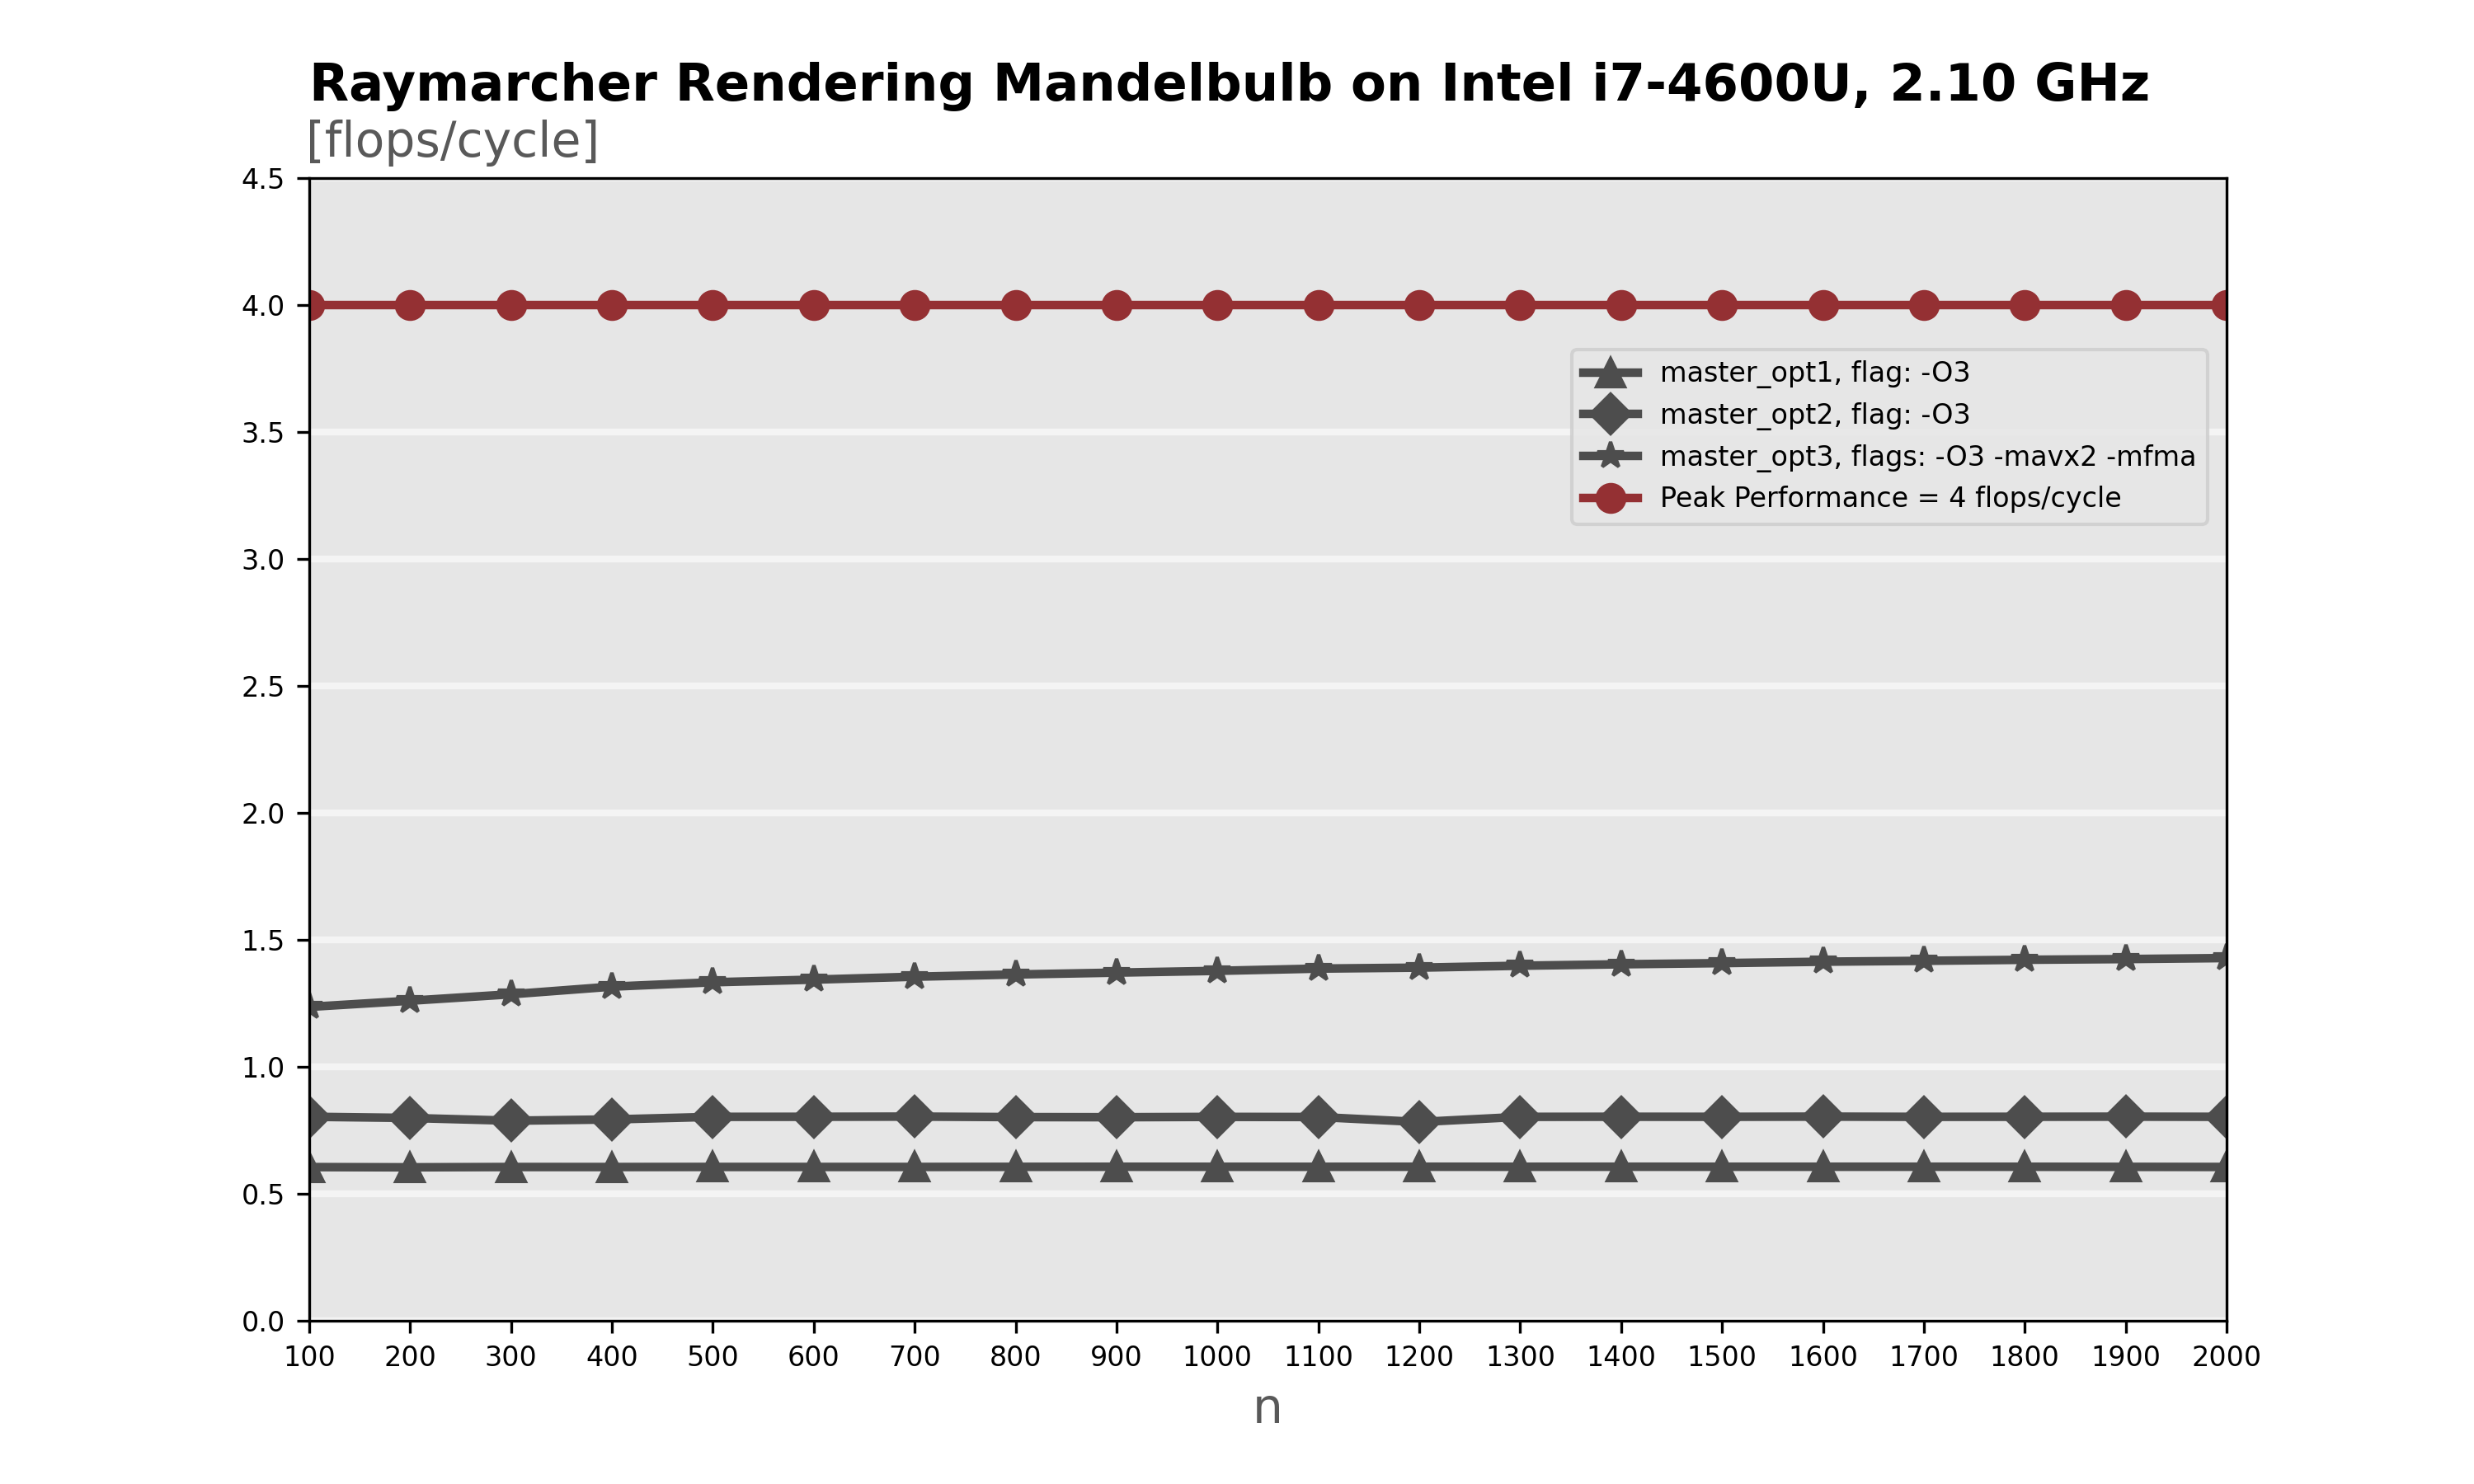 Raymarcher Rendering Mandelbulb on Intel i7-4600U, 2.10 GHz
[flops/cycle]
4.5
4.0
3.5
3.0
2.5
2.0
1.5
1.0
0.5
0.0
master_opt1, flag: -O3
master_opt2, flag: -O3
master_opt3, flags: -O3 -mavx2 -mfma
Peak Performance = 4 flops/cycle
100 200 300 400 500 600 700 800 900 1000 1100 1200 1300 1400 1500 1600 1700 1800 1900 2000
n